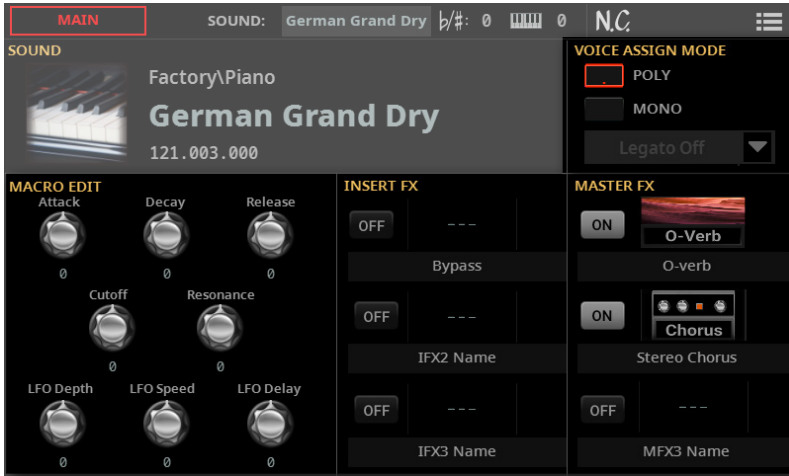 MAIN SOUND: German Grand Dry ♭/♯: 0 0 N.C.
SOUND
Factory\Piano
German Grand Dry
121.003.000
VOICE ASSIGN MODE
POLY
MONO
Legato Off
MACRO EDIT
Attack Decay Release
0 0 0
Cutoff Resonance
0 0
LFO Depth LFO Speed LFO Delay
0 0 0
INSERT FX
OFF ---
Bypass
OFF ---
IFX2 Name
OFF ---
IFX3 Name
MASTER FX
ON O-Verb
O-verb
ON Chorus
Stereo Chorus
OFF ---
MFX3 Name